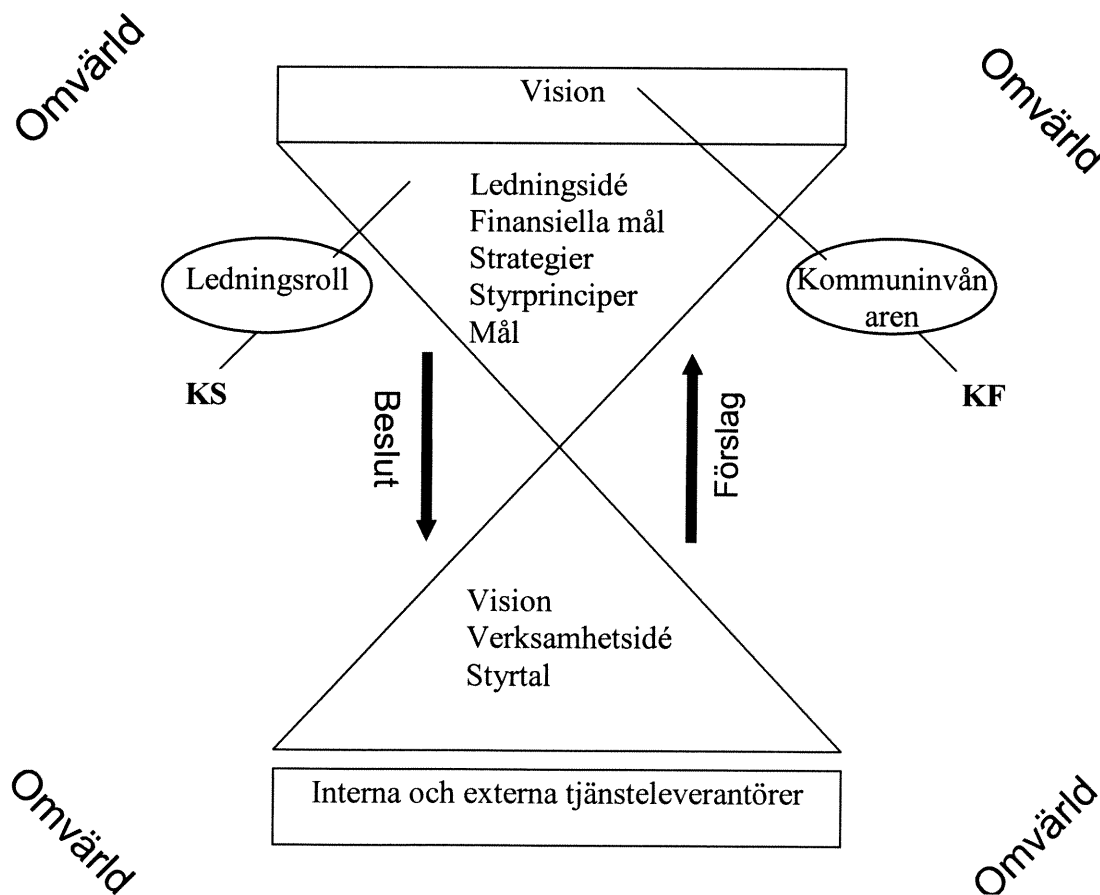 Omvärld
Omvärld
Vision
Ledningsidé
Finansiella mål
Strategier
Styrprinciper
Mål
Ledningsroll
KS
Kommuninvån
aren
KF
Beslut
Förslag
Vision
Verksamhetsidé
Styrtal
Interna och externa tjänsteleverantörer
Omvärld
Omvärld